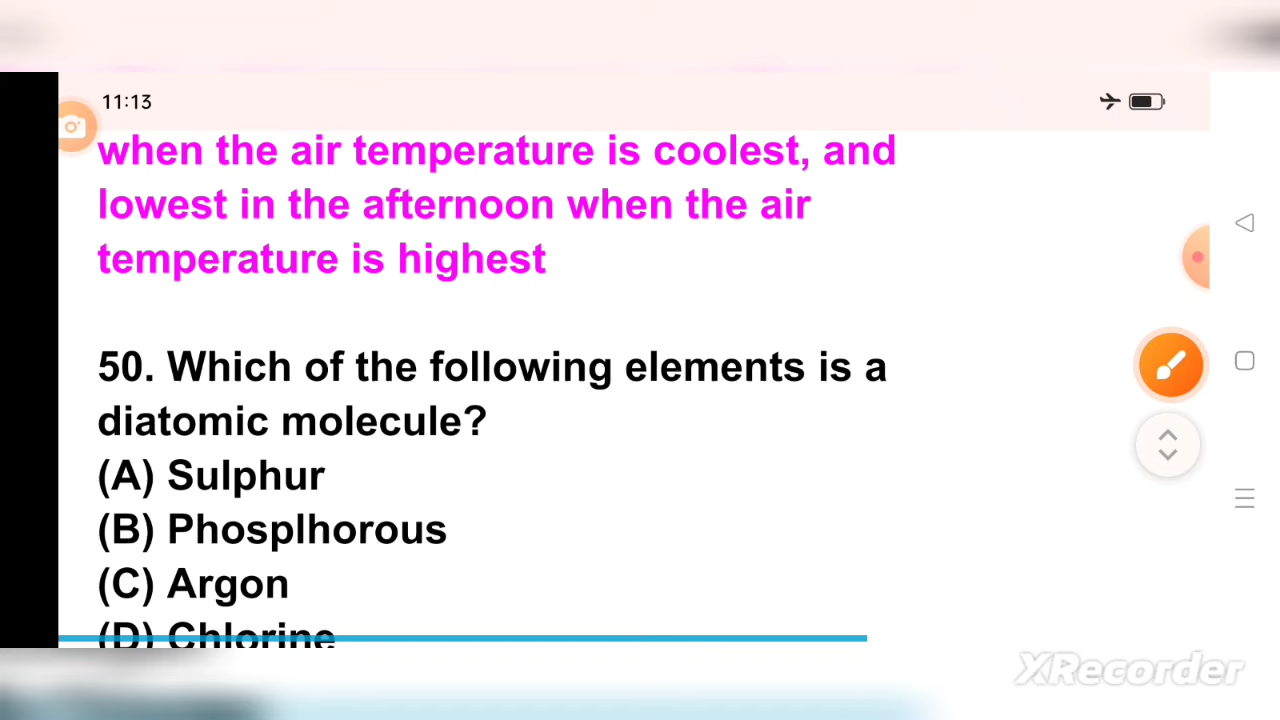 11:13
when the air temperature is coolest, and
lowest in the afternoon when the air
temperature is highest
50. Which of the following elements is a
diatomic molecule?
(A) Sulphur
(B) Phosplhorous
(C) Argon
(D) Chlorine
XRecorder